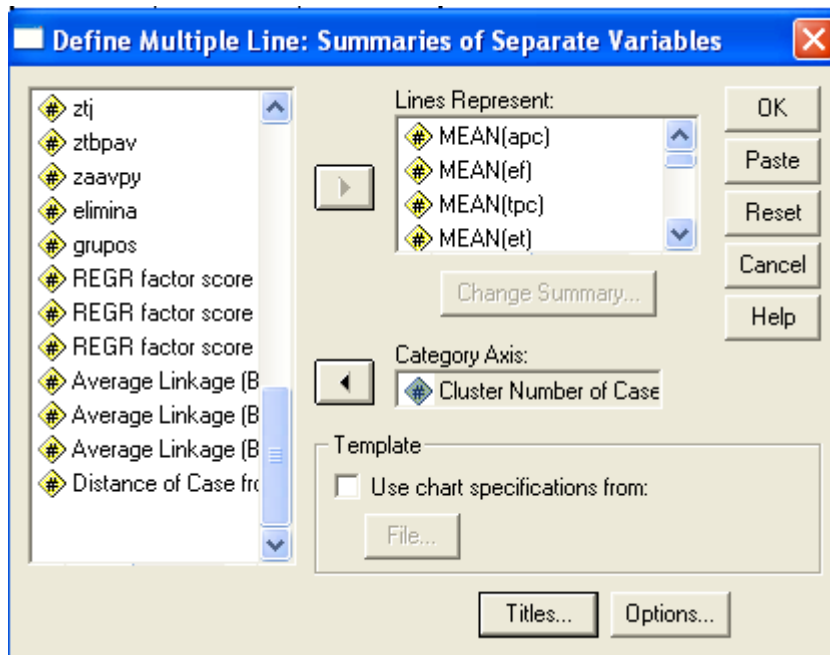 Define Multiple Line: Summaries of Separate Variables
ztj
ztbpav
zaavpy
elimina
grupos
REGR factor score
REGR factor score
REGR factor score
Average Linkage (B
Average Linkage (B
Average Linkage (B
Distance of Case fro
Lines Represent:
MEAN(apc)
MEAN(ef)
MEAN(tpc)
MEAN(et)
Change Summary...
Category Axis:
Cluster Number of Case
Template
Use chart specifications from:
File...
OK
Paste
Reset
Cancel
Help
Titles...
Options...